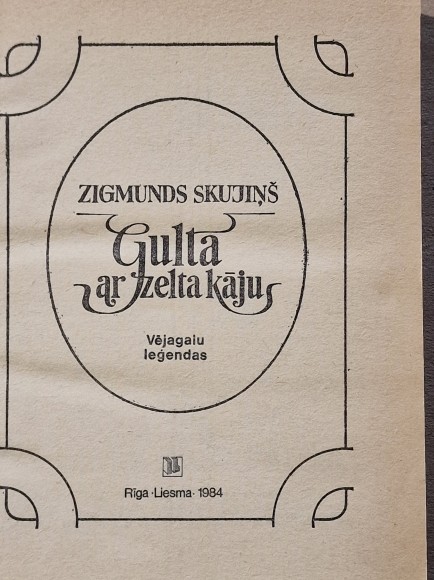 ZIGMUNDS SKUJIŅŠ
Gulta
ar zelta kāju
Vējagaiu
leģendas
Rīga·Liesma·1984